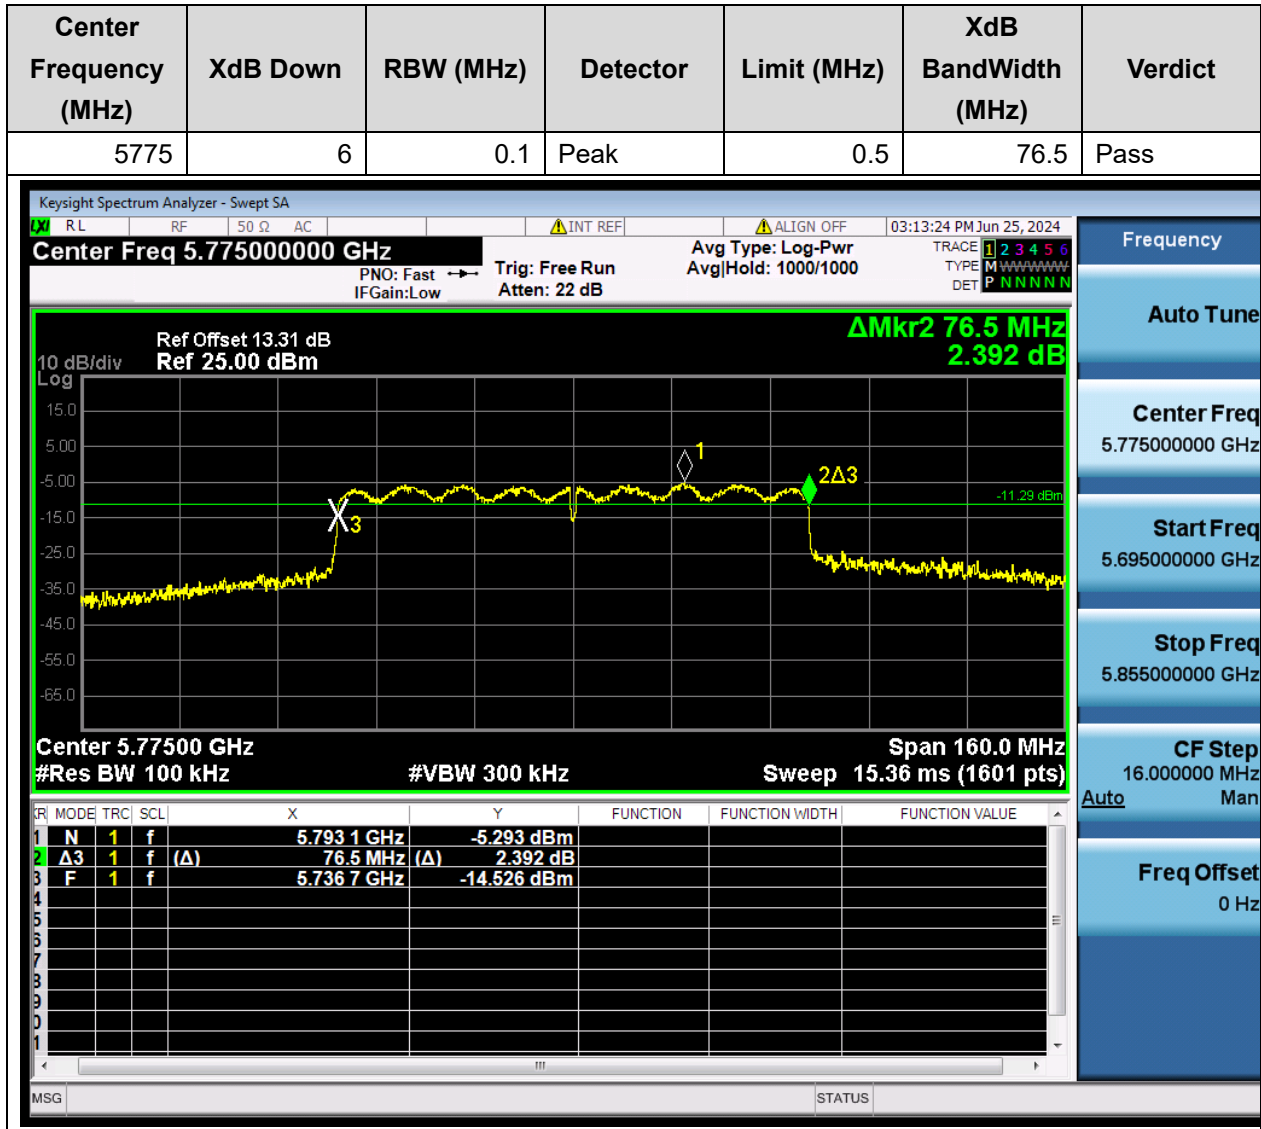 Center Frequency (MHz) XdB Down RBW (MHz) Detector Limit (MHz) XdB BandWidth (MHz) Verdict
5775 6 0.1 Peak 0.5 76.5 Pass
Keysight Spectrum Analyzer - Swept SA
LXI RL RF 50 Ω AC INT REF ALIGN OFF 03:13:24 PM Jun 25, 2024
Center Freq 5.775000000 GHz
PNO: Fast
IFGain:Low
Trig: Free Run
Atten: 22 dB
Avg Type: Log-Pwr
Avg|Hold: 1000/1000
TRACE 1 2 3 4 5 6
TYPE M WWWWW
DET P N N N N N
ΔMkr2 76.5 MHz
2.392 dB
Ref Offset 13.31 dB
10 dB/div Ref 25.00 dBm
Log
15.0
5.00
-5.00
-15.0
-25.0
-35.0
-45.0
-55.0
-65.0
1
2Δ3
3
-11.29 dBm
Center 5.77500 GHz Span 160.0 MHz
#Res BW 100 kHz #VBW 300 kHz Sweep 15.36 ms (1601 pts)
KR MODE TRC SCL X Y FUNCTION FUNCTION WIDTH FUNCTION VALUE
1 N 1 f 5.793 1 GHz -5.293 dBm
2 Δ3 1 f (Δ) 76.5 MHz (Δ) 2.392 dB
3 F 1 f 5.736 7 GHz -14.526 dBm
4
5
6
7
8
9
0
1
MSG STATUS
Frequency
Auto Tune
Center Freq
5.775000000 GHz
Start Freq
5.695000000 GHz
Stop Freq
5.855000000 GHz
CF Step
16.000000 MHz
Auto Man
Freq Offset
0 Hz